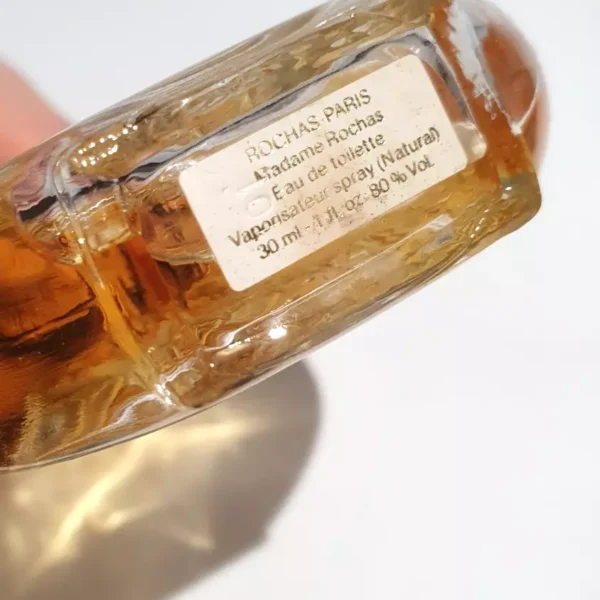 ROCHAS-PARIS
Madame Rochas
Eau de toilette
Vaporisateur spray (Natural)
30 ml - 1 fl. oz - 80 % Vol.